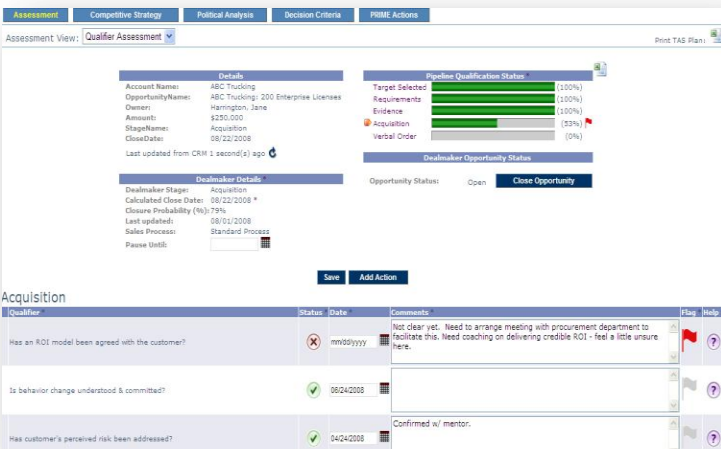 Assessment Competitive Strategy Political Analysis Decision Criteria PRIME Actions
Assessment View: Qualifier Assessment
Print TAS Plan:
Details
Account Name: ABC Trucking
OpportunityName: ABC Trucking: 200 Enterprise Licenses
Owner: Harrington, Jane
Amount: $250,000
StageName: Acquisition
CloseDate: 08/22/2008
Last updated from CRM 1 second(s) ago
Pipeline Qualification Status *
Target Selected (100%)
Requirements (100%)
Evidence (100%)
Acquisition (53%)
Verbal Order (0%)
Dealmaker Opportunity Status
Opportunity Status: Open Close Opportunity
Dealmaker Details *
Dealmaker Stage: Acquisition
Calculated Close Date: 08/22/2008 *
Closure Probability (%): 79%
Last updated: 08/01/2008
Sales Process: Standard Process
Pause Until:
Save Add Action
Acquisition
Qualifier * Status * Date * Comments * Flag * Help
Has an ROI model been agreed with the customer? mm/dd/yyyy
Not clear yet. Need to arrange meeting with procurement department to
facilitate this. Need coaching on delivering credible ROI - feel a little unsure
here.
?
Is behavior change understood & committed? 06/24/2008 ?
Has customer's perceived risk been addressed? 04/24/2008 Confirmed w/ mentor. ?